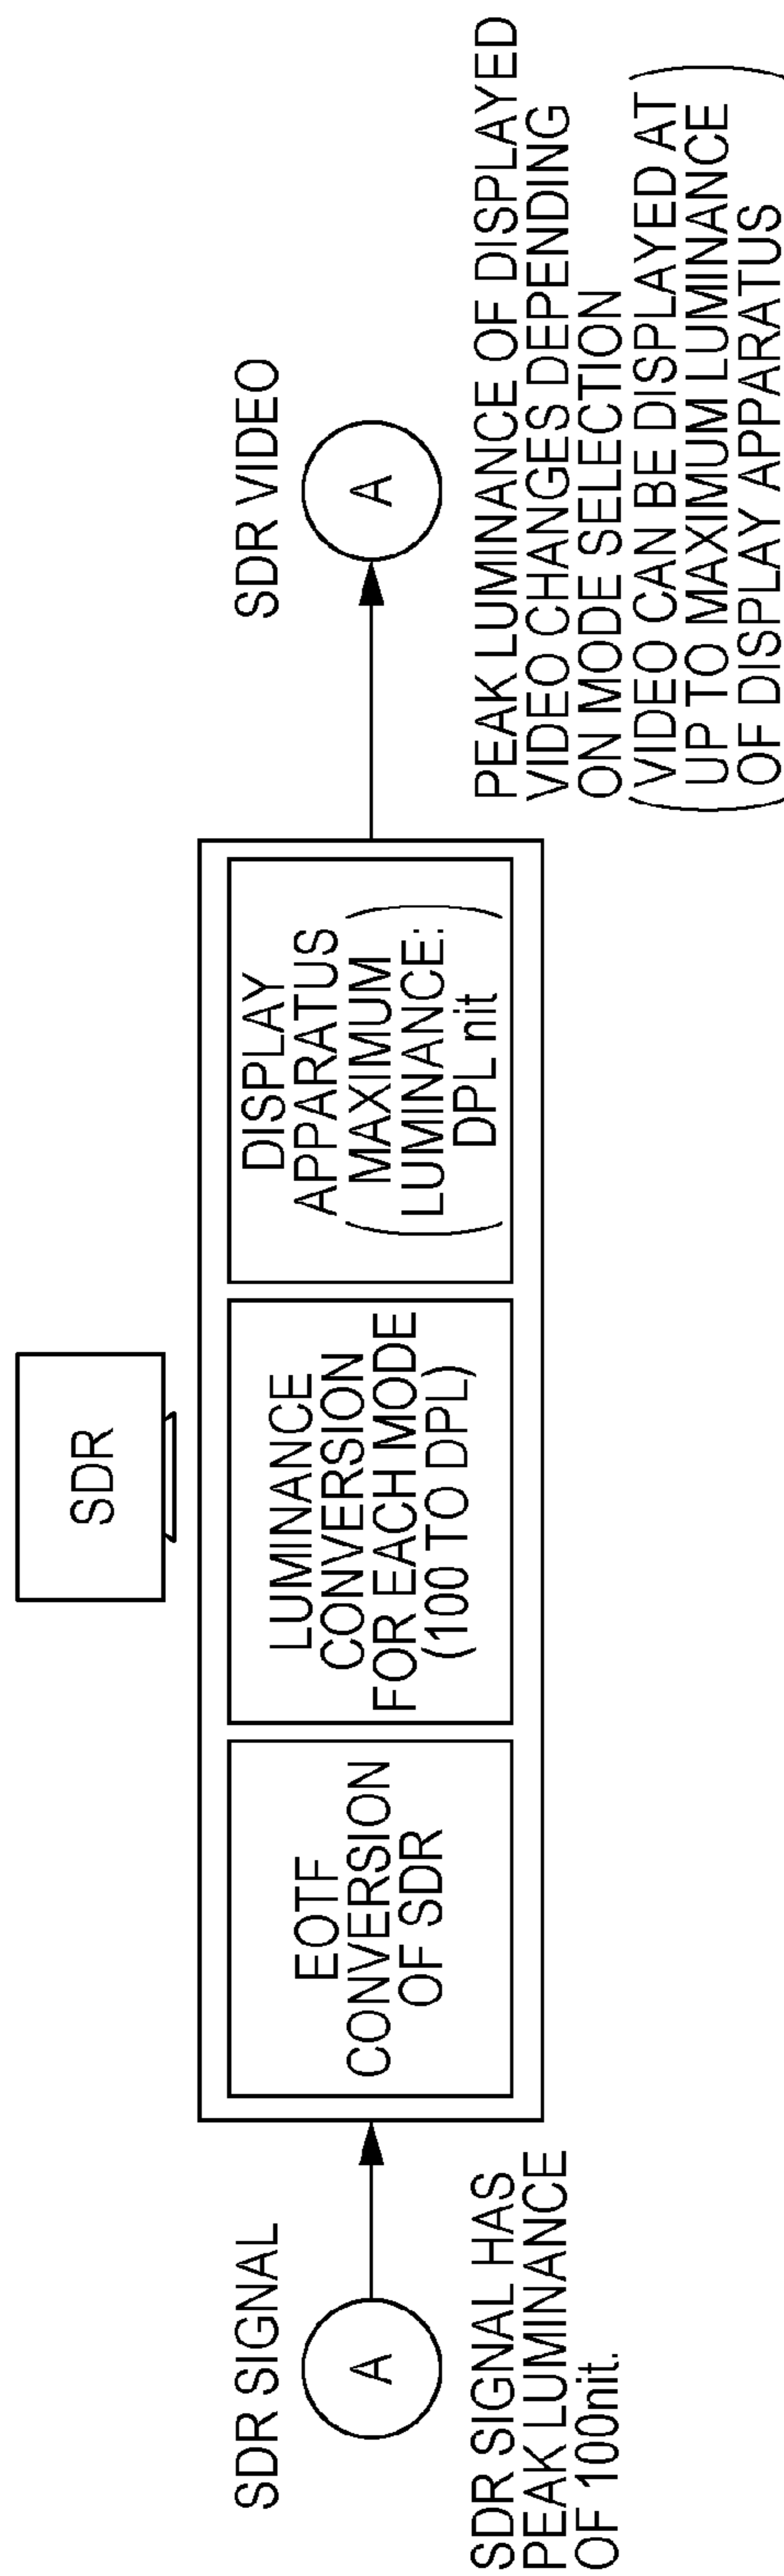 SDR
SDR SIGNAL
A
SDR SIGNAL HAS
PEAK LUMINANCE
OF 100nit.
EOTF
CONVERSION
OF SDR
LUMINANCE
CONVERSION
FOR EACH MODE
(100 TO DPL)
DISPLAY
APPARATUS
(MAXIMUM
LUMINANCE:
DPL nit)
SDR VIDEO
A
PEAK LUMINANCE OF DISPLAYED
VIDEO CHANGES DEPENDING
ON MODE SELECTION
(VIDEO CAN BE DISPLAYED AT
UP TO MAXIMUM LUMINANCE
OF DISPLAY APPARATUS)